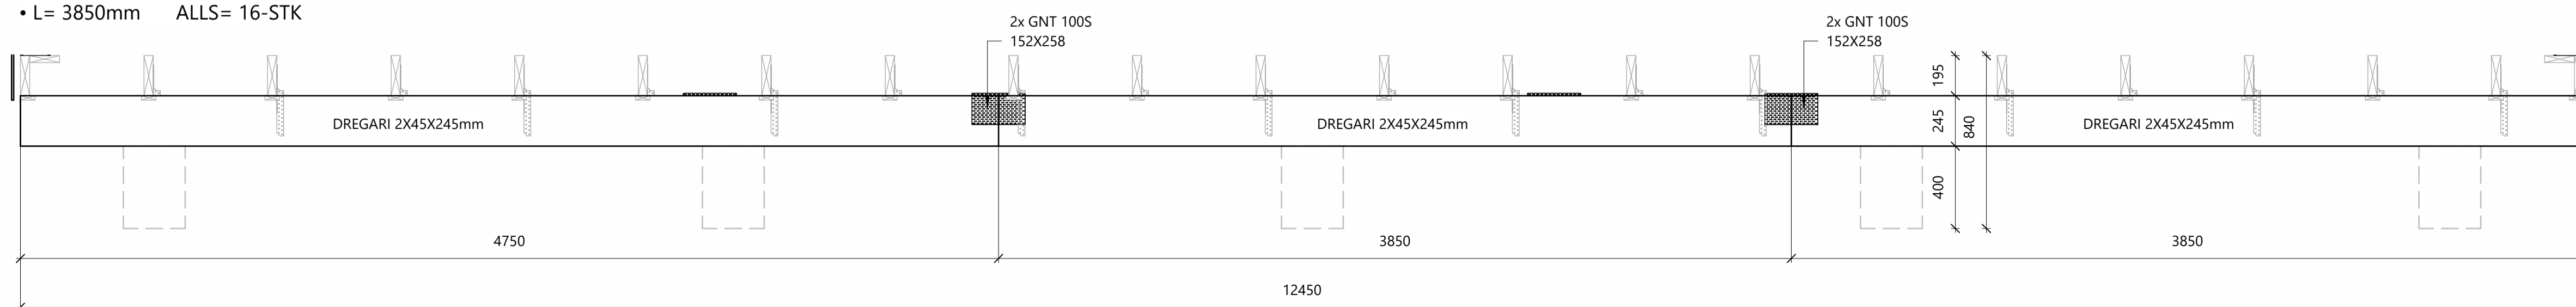 • L= 3850mm ALLS= 16-STK
2x GNT 100S
152X258
2x GNT 100S
152X258
195
245
840
400
DREGARI 2X45X245mm
DREGARI 2X45X245mm
DREGARI 2X45X245mm
4750
3850
3850
12450